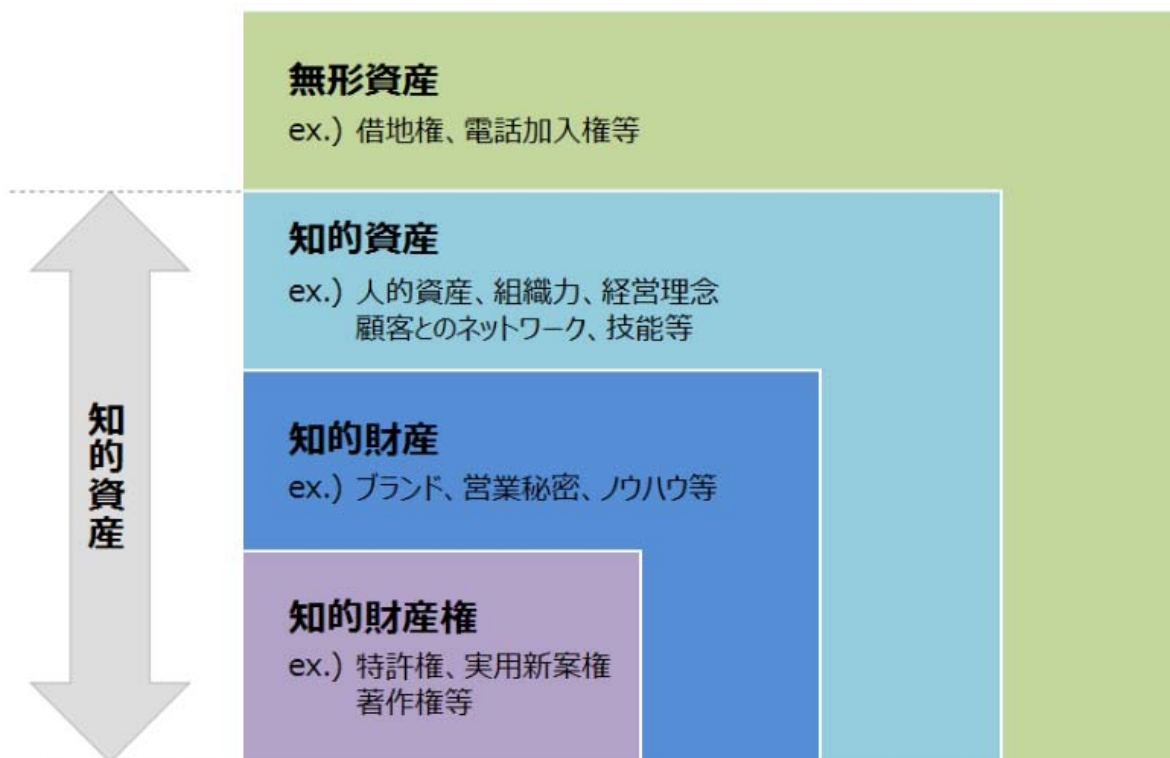 無形資産
ex.) 借地権、電話加入権等
知的資産
ex.) 人的資産、組織力、経営理念
顧客とのネットワーク、技能等
知的資産
知的財産
ex.) ブランド、営業秘密、ノウハウ等
知的財産権
ex.) 特許権、実用新案権
著作権等